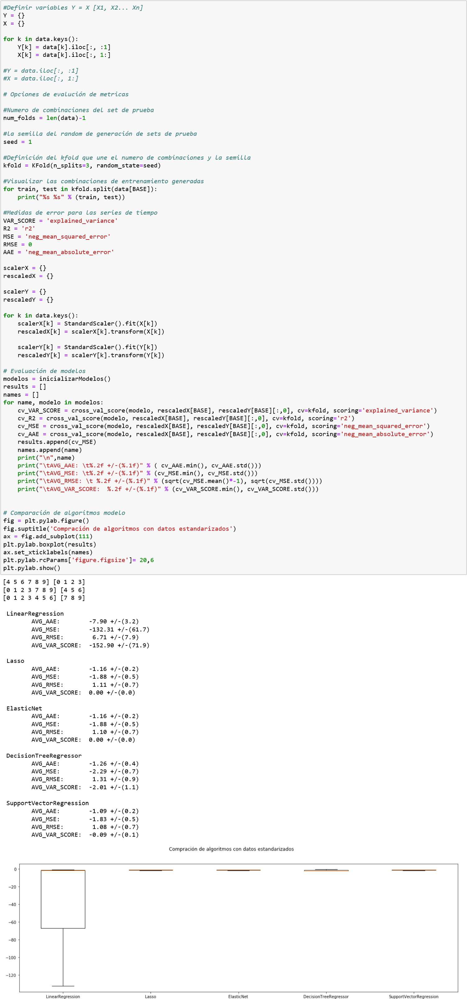 #Definir variables Y = X [X1, X2... Xn]
Y = {}
X = {}
for k in data.keys():
    Y[k] = data[k].iloc[:, :1]
    X[k] = data[k].iloc[:, 1:]
#Y = data.iloc[:, :1]
#X = data.iloc[:, 1:]
# Opciones de evalución de metricas
#Numero de combinaciones del set de prueba
num_folds = len(data)-1
#la semilla del random de generación de sets de prueba
seed = 1
#Definición del kfold que une el numero de combinaciones y la semilla
kfold = KFold(n_splits=3, random_state=seed)
#Visualizar las combinaciones de entrenamiento generadas
for train, test in kfold.split(data[BASE]):
    print("%s %s" % (train, test))
#Medidas de error para las series de tiempo
VAR_SCORE = 'explained_variance'
R2 = 'r2'
MSE = 'neg_mean_squared_error'
RMSE = 0
AAE = 'neg_mean_absolute_error'
scalerX = {}
rescaledX = {}
scalerY = {}
rescaledY = {}
for k in data.keys():
    scalerX[k] = StandardScaler().fit(X[k])
    rescaledX[k] = scalerX[k].transform(X[k])
    scalerY[k] = StandardScaler().fit(Y[k])
    rescaledY[k] = scalerY[k].transform(Y[k])
# Evaluación de modelos
modelos = inicializarModelos()
results = []
names = []
for name, modelo in modelos:
    cv_VAR_SCORE = cross_val_score(modelo, rescaledX[BASE], rescaledY[BASE][:,0], cv=kfold, scoring='explained_variance')
    cv_R2 = cross_val_score(modelo, rescaledX[BASE], rescaledY[BASE][:,0], cv=kfold, scoring='r2')
    cv_MSE = cross_val_score(modelo, rescaledX[BASE], rescaledY[BASE][:,0], cv=kfold, scoring='neg_mean_squared_error')
    cv_AAE = cross_val_score(modelo, rescaledX[BASE], rescaledY[BASE][:,0], cv=kfold, scoring='neg_mean_absolute_error')
    results.append(cv_MSE)
    names.append(name)
    print("\n",name)
    print("\tAVG_AAE: \t%.2f +/-(%.1f)" % ( cv_AAE.min(), cv_AAE.std()))
    print("\tAVG_MSE: \t%.2f +/-(%.1f)" % (cv_MSE.min(), cv_MSE.std()))
    print("\tAVG_RMSE: \t %.2f +/-(%.1f)" % (sqrt(cv_MSE.mean()*-1), sqrt(cv_MSE.std())))
    print("\tAVG_VAR_SCORE:  %.2f +/-(%.1f)" % (cv_VAR_SCORE.min(), cv_VAR_SCORE.std()))
# Comparación de algoritmos modelo
fig = plt.pylab.figure()
fig.suptitle('Compración de algoritmos con datos estandarizados')
ax = fig.add_subplot(111)
plt.pylab.boxplot(results)
ax.set_xticklabels(names)
plt.pylab.rcParams['figure.figsize']= 20,6
plt.pylab.show()
[4 5 6 7 8 9] [0 1 2 3]
[0 1 2 3 7 8 9] [4 5 6]
[0 1 2 3 4 5 6] [7 8 9]
LinearRegression
AVG_AAE: -7.90 +/-(3.2)
AVG_MSE: -132.31 +/-(61.7)
AVG_RMSE: 6.71 +/-(7.9)
AVG_VAR_SCORE: -152.90 +/-(71.9)
Lasso
AVG_AAE: -1.16 +/-(0.2)
AVG_MSE: -1.88 +/-(0.5)
AVG_RMSE: 1.11 +/-(0.7)
AVG_VAR_SCORE: 0.00 +/-(0.0)
ElasticNet
AVG_AAE: -1.16 +/-(0.2)
AVG_MSE: -1.88 +/-(0.5)
AVG_RMSE: 1.10 +/-(0.7)
AVG_VAR_SCORE: 0.00 +/-(0.0)
DecisionTreeRegressor
AVG_AAE: -1.26 +/-(0.4)
AVG_MSE: -2.29 +/-(0.7)
AVG_RMSE: 1.31 +/-(0.9)
AVG_VAR_SCORE: -2.01 +/-(1.1)
SupportVectorRegression
AVG_AAE: -1.09 +/-(0.2)
AVG_MSE: -1.83 +/-(0.5)
AVG_RMSE: 1.08 +/-(0.7)
AVG_VAR_SCORE: -0.09 +/-(0.1)
Compración de algoritmos con datos estandarizados
0
−20
−40
−60
−80
−100
−120
LinearRegression Lasso ElasticNet DecisionTreeRegressor SupportVectorRegression